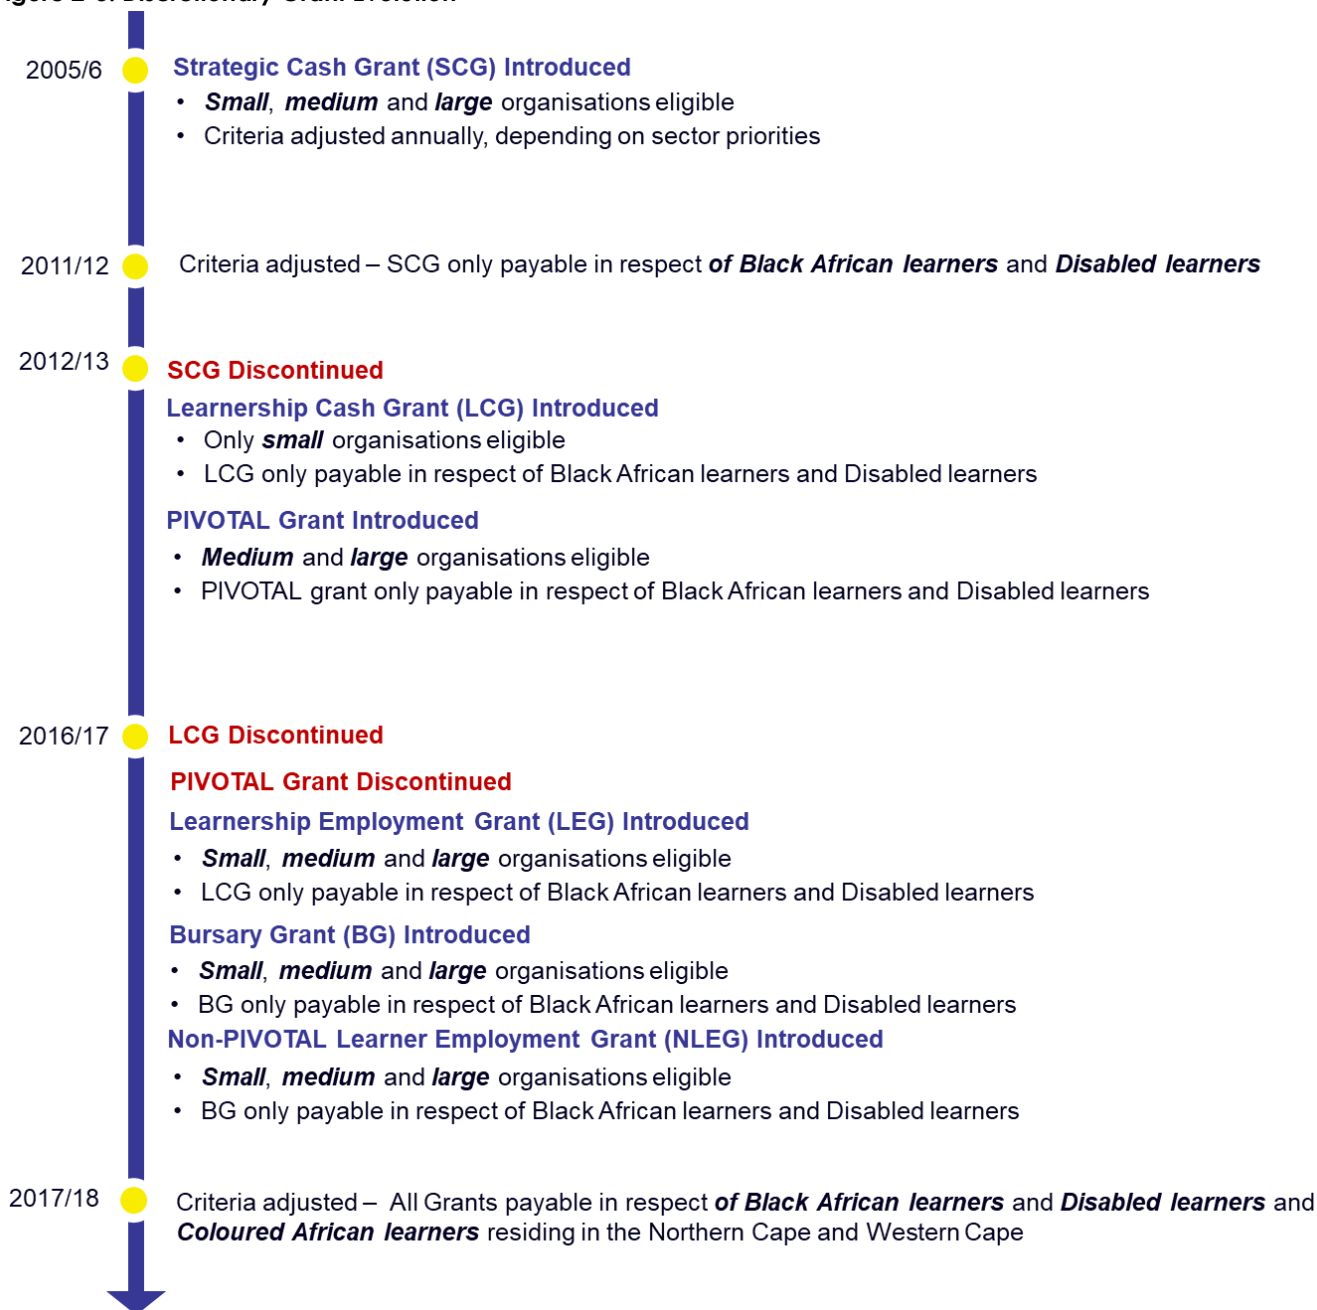 2005/6
Strategic Cash Grant (SCG) Introduced
• Small, medium and large organisations eligible
• Criteria adjusted annually, depending on sector priorities
2011/12
Criteria adjusted – SCG only payable in respect of Black African learners and Disabled learners
2012/13
SCG Discontinued
Learnership Cash Grant (LCG) Introduced
• Only small organisations eligible
• LCG only payable in respect of Black African learners and Disabled learners
PIVOTAL Grant Introduced
• Medium and large organisations eligible
• PIVOTAL grant only payable in respect of Black African learners and Disabled learners
2016/17
LCG Discontinued
PIVOTAL Grant Discontinued
Learnership Employment Grant (LEG) Introduced
• Small, medium and large organisations eligible
• LCG only payable in respect of Black African learners and Disabled learners
Bursary Grant (BG) Introduced
• Small, medium and large organisations eligible
• BG only payable in respect of Black African learners and Disabled learners
Non-PIVOTAL Learner Employment Grant (NLEG) Introduced
• Small, medium and large organisations eligible
• BG only payable in respect of Black African learners and Disabled learners
2017/18
Criteria adjusted – All Grants payable in respect of Black African learners and Disabled learners and
Coloured African learners residing in the Northern Cape and Western Cape